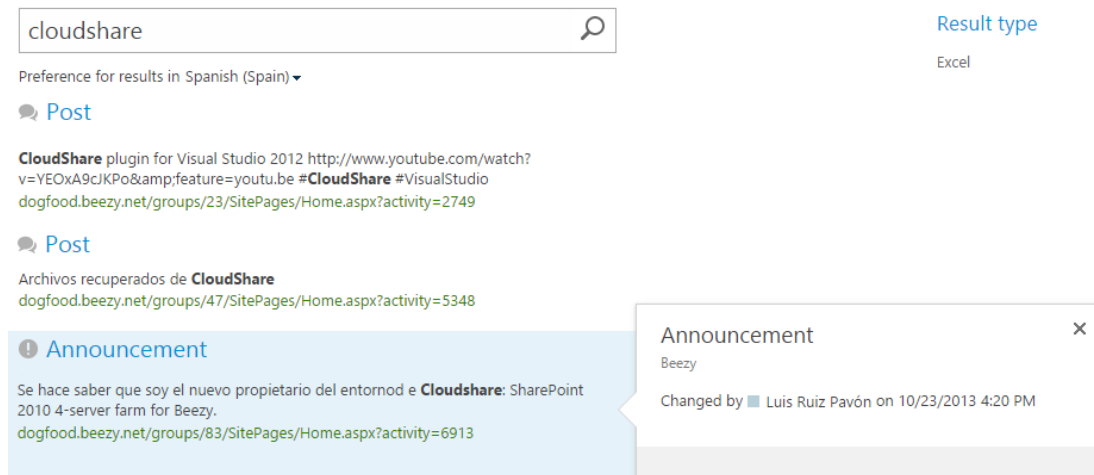 cloudshare
Result type
Excel
Preference for results in Spanish (Spain)
Post
CloudShare plugin for Visual Studio 2012 http://www.youtube.com/watch?
v=YEOxA9cJKPo&amp;feature=youtu.be #CloudShare #VisualStudio
dogfood.beezy.net/groups/23/SitePages/Home.aspx?activity=2749
Post
Archivos recuperados de CloudShare
dogfood.beezy.net/groups/47/SitePages/Home.aspx?activity=5348
Announcement
Se hace saber que soy el nuevo propietario del entornod e Cloudshare: SharePoint
2010 4-server farm for Beezy.
dogfood.beezy.net/groups/83/SitePages/Home.aspx?activity=6913
Announcement
Beezy
Changed by Luis Ruiz Pavón on 10/23/2013 4:20 PM